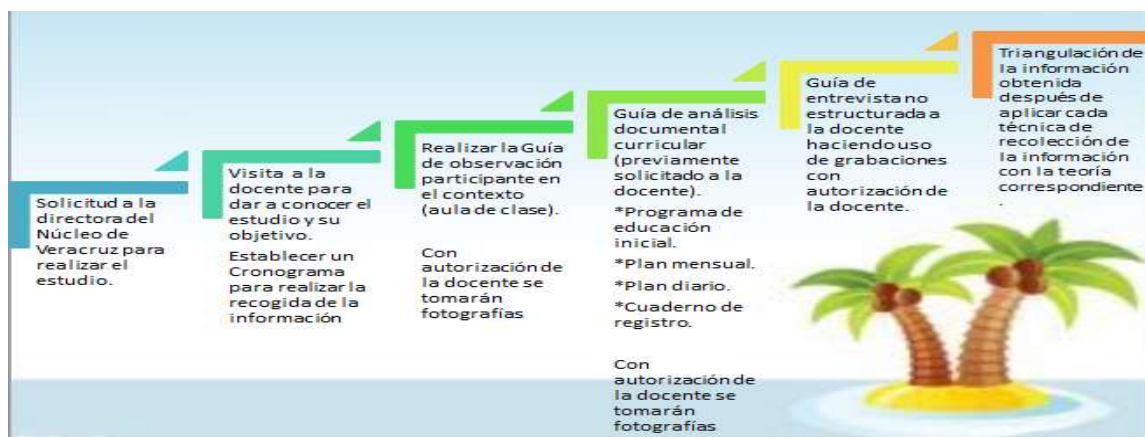 Solicitud a la
directora del
Núcleo de
Veracruz para
realizar el
estudio.
Visita a la
docente para
dar a conocer el
estudio y su
objetivo.
Establecer un
Cronograma
para realizar la
recogida de la
información
Realizar la Guía
de observación
participante en
el contexto
(aula de clase).
Con
autorización de
la docente se
tomarán
fotografías
Guía de análisis
documental
curricular
(previamente
solicitado a la
docente).
*Programa de
educación
inicial.
*Plan mensual.
*Plan diario.
*Cuaderno de
registro.
Con
autorización de
la docente se
tomarán
fotografías
Guía de
entrevista no
estructurada a
la docente
haciendo uso
de grabaciones
con
autorización de
la docente.
Triangulación de
la información
obtenida
después de
aplicar cada
técnica de
recolección de
la información
con la teoría
correspondiente
.